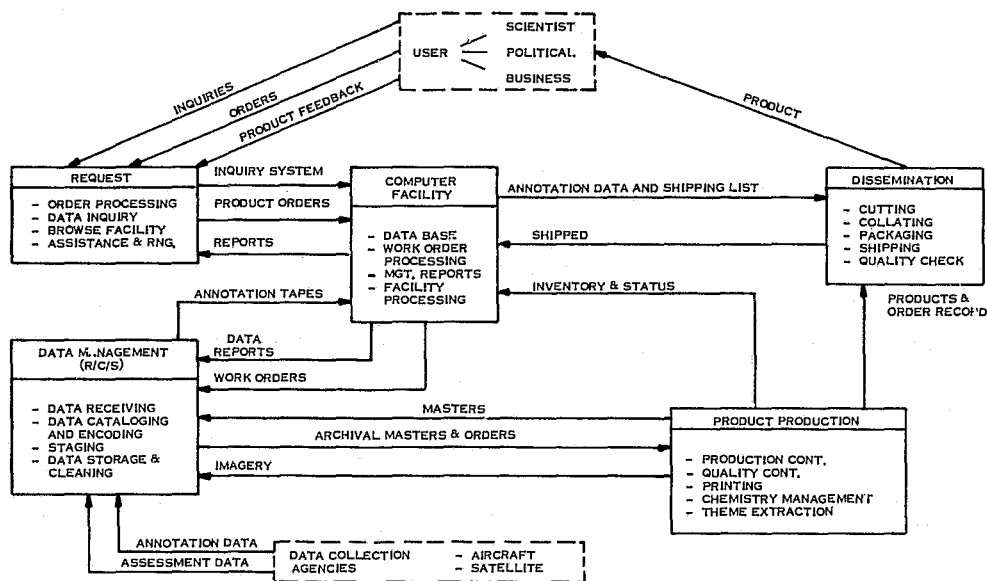 USER
SCIENTIST
POLITICAL
BUSINESS
INQUIRIES
ORDERS
PRODUCT FEEDBACK
PRODUCT
REQUEST
- ORDER PROCESSING
- DATA INQUIRY
- BROWSE FACILITY
- ASSISTANCE & RNG.
INQUIRY SYSTEM
PRODUCT ORDERS
REPORTS
COMPUTER
FACILITY
- DATA BASE
- WORK ORDER
PROCESSING
- MGT. REPORTS
- FACILITY
PROCESSING
ANNOTATION DATA AND SHIPPING LIST
SHIPPED
INVENTORY & STATUS
DISSEMINATION
- CUTTING
- COLLATING
- PACKAGING
- SHIPPING
- QUALITY CHECK
PRODUCTS &
ORDER RECORD
ANNOTATION TAPES
DATA
REPORTS
WORK ORDERS
DATA MANAGEMENT
(R/C/S)
- DATA RECEIVING
- DATA CATALOGING
AND ENCODING
- STAGING
- DATA STORAGE &
CLEANING
MASTERS
ARCHIVAL MASTERS & ORDERS
IMAGERY
PRODUCT PRODUCTION
- PRODUCTION CONT.
- QUALITY CONT.
- PRINTING
- CHEMISTRY MANAGEMENT
- THEME EXTRACTION
ANNOTATION DATA
ASSESSMENT DATA
DATA COLLECTION
AGENCIES
- AIRCRAFT
- SATELLITE